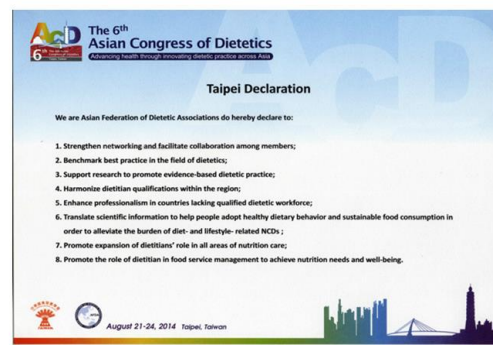 AcD
6th
The 6th
Asian Congress of Dietetics
Advancing health through innovating dietetic practice across Asia
Taipei Declaration
We are Asian Federation of Dietetic Associations do hereby declare to:
1. Strengthen networking and facilitate collaboration among members;
2. Benchmark best practice in the field of dietetics;
3. Support research to promote evidence-based dietetic practice;
4. Harmonize dietitian qualifications within the region;
5. Enhance professionalism in countries lacking qualified dietetic workforce;
6. Translate scientific information to help people adopt healthy dietary behavior and sustainable food consumption in
order to alleviate the burden of diet- and lifestyle- related NCDs ;
7. Promote expansion of dietitians' role in all areas of nutrition care;
8. Promote the role of dietitian in food service management to achieve nutrition needs and well-being.
August 21-24, 2014 Taipei, Taiwan